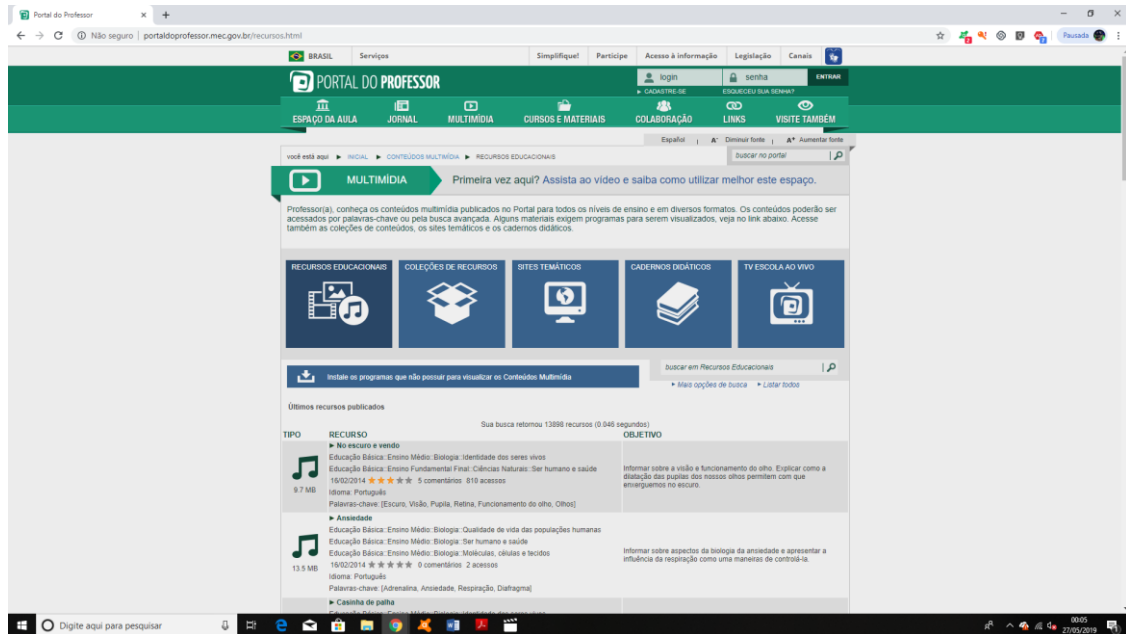 Portal do Professor
Não seguro | portaldoprofessor.mec.gov.br/recursos.html
Pausada
BRASIL Serviços Simplifique! Participe Acesso à informação Legislação Canais
PORTAL DO PROFESSOR
login senha ENTRAR
CADASTRE-SE ESQUECEU SUA SENHA?
ESPAÇO DA AULA JORNAL MULTIMÍDIA CURSOS E MATERIAIS COLABORAÇÃO LINKS VISITE TAMBÉM
Español A- Diminuir fonte A+ Aumentar fonte
você está aqui INICIAL CONTEÚDOS MULTIMÍDIA RECURSOS EDUCACIONAIS buscar no portal
MULTIMÍDIA Primeira vez aqui? Assista ao vídeo e saiba como utilizar melhor este espaço.
Professor(a), conheça os conteúdos multimídia publicados no Portal para todos os níveis de ensino e em diversos formatos. Os conteúdos poderão ser
acessados por palavras-chave ou pela busca avançada. Alguns materiais exigem programas para serem visualizados, veja no link abaixo. Acesse
também as coleções de conteúdos, os sites temáticos e os cadernos didáticos.
RECURSOS EDUCACIONAIS COLEÇÕES DE RECURSOS SITES TEMÁTICOS CADERNOS DIDÁTICOS TV ESCOLA AO VIVO
buscar em Recursos Educacionais
Instale os programas que não possuir para visualizar os Conteúdos Multimídia
Mais opções de busca Listar todos
Últimos recursos publicados
Sua busca retornou 13898 recursos (0.046 segundos)
TIPO RECURSO OBJETIVO
No escuro e vendo
Educação Básica::Ensino Médio::Biologia::Identidade dos seres vivos
Educação Básica::Ensino Fundamental Final::Ciências Naturais::Ser humano e saúde
16/02/2014 5 comentários 810 acessos
Idioma: Português
Palavras-chave: [Escuro, Visão, Pupila, Retina, Funcionamento do olho, Olhos]
9.7 MB
Informar sobre a visão e funcionamento do olho. Explicar como a
dilatação das pupilas dos nossos olhos permitem com que
enxerguemos no escuro.
Ansiedade
Educação Básica::Ensino Médio::Biologia::Qualidade de vida das populações humanas
Educação Básica::Ensino Médio::Biologia::Ser humano e saúde
Educação Básica::Ensino Médio::Biologia::Moléculas, células e tecidos
16/02/2014 0 comentários 2 acessos
Idioma: Português
Palavras-chave: [Adrenalina, Ansiedade, Respiração, Diafragma]
13.5 MB
Informar sobre aspectos da biologia da ansiedade e apresentar a
influência da respiração como uma maneiras de controlá-la.
Casinha de palha
Digite aqui para pesquisar
00:05
27/05/2019